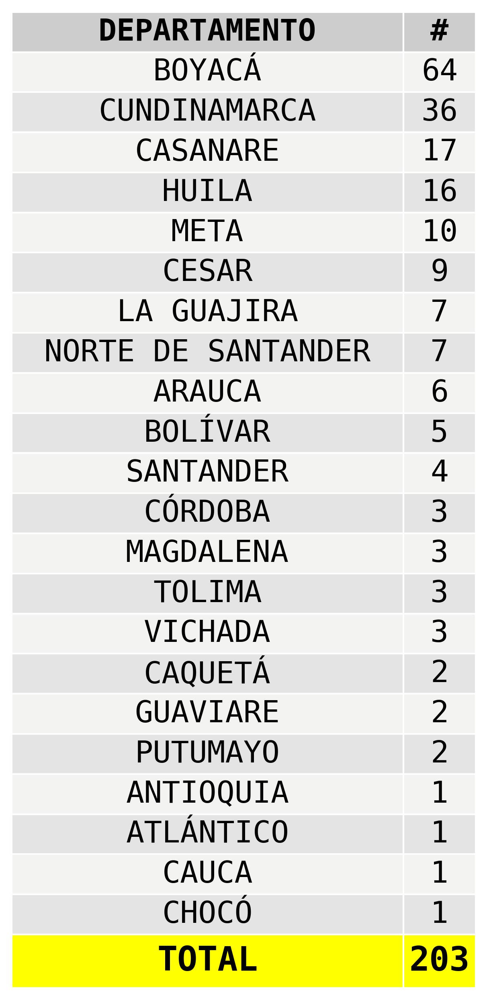 DEPARTAMENTO #
BOYACÁ 64
CUNDINAMARCA 36
CASANARE 17
HUILA 16
META 10
CESAR 9
LA GUAJIRA 7
NORTE DE SANTANDER 7
ARAUCA 6
BOLÍVAR 5
SANTANDER 4
CÓRDOBA 3
MAGDALENA 3
TOLIMA 3
VICHADA 3
CAQUETÁ 2
GUAVIARE 2
PUTUMAYO 2
ANTIOQUIA 1
ATLÁNTICO 1
CAUCA 1
CHOCÓ 1
TOTAL 203